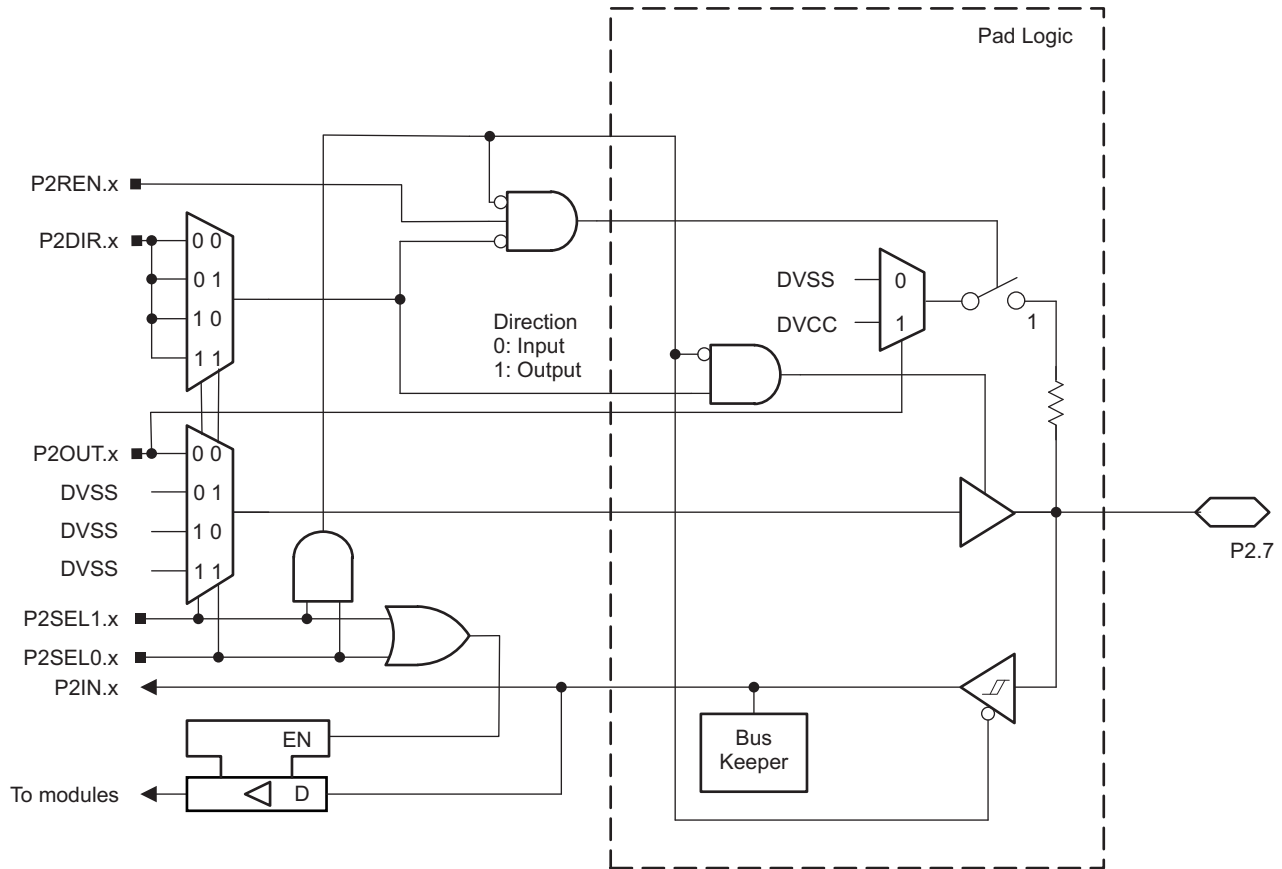 Pad Logic
P2REN.x
P2DIR.x
0 0
0 1
1 0
1 1
Direction
0: Input
1: Output
DVSS
0
DVCC
1
1
P2OUT.x
0 0
DVSS
0 1
DVSS
1 0
DVSS
1 1
P2.7
P2SEL1.x
P2SEL0.x
P2IN.x
EN
Bus
Keeper
To modules
D